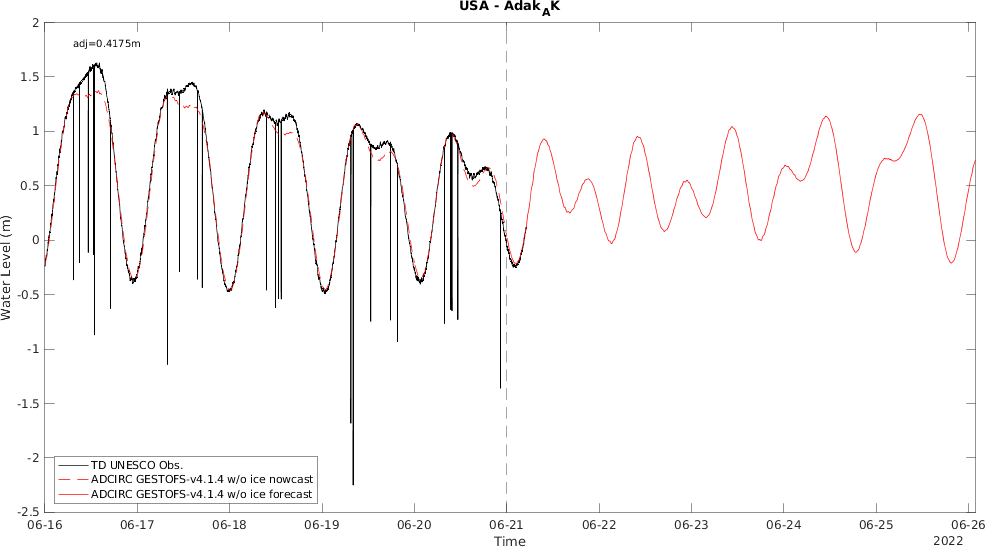 USA - Adak_AK
adj=0.4175m
2
1.5
1
0.5
0
-0.5
-1
-1.5
-2
-2.5
Water Level (m)
TD UNESCO Obs.
ADCIRC GESTOFS-v4.1.4 w/o ice nowcast
ADCIRC GESTOFS-v4.1.4 w/o ice forecast
06-16 06-17 06-18 06-19 06-20 06-21 06-22 06-23 06-24 06-25 06-26
Time
2022